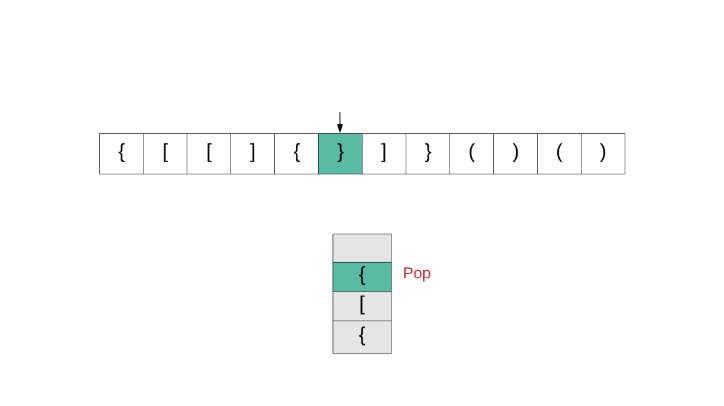 { [ [ ] { } ] } ( ) ( )
{ Pop
[
{